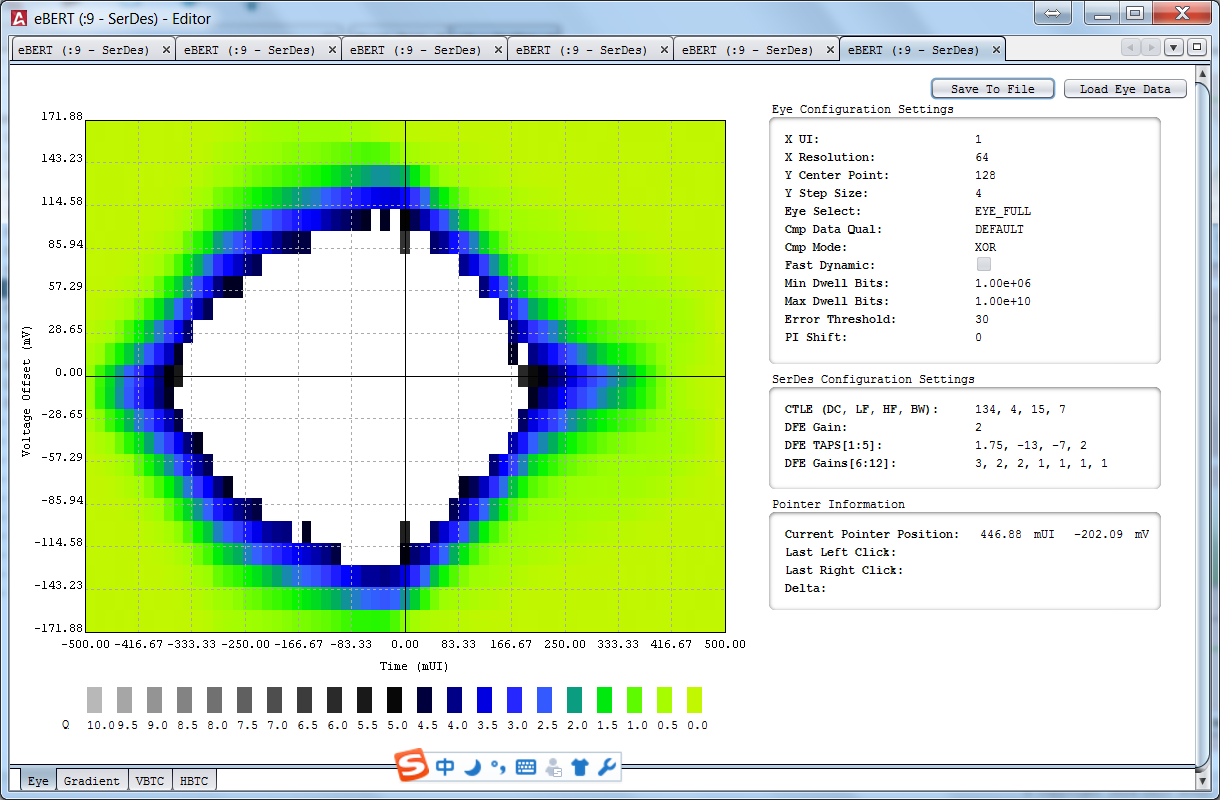 eBERT (:9 - SerDes) - Editor
eBERT (:9 - SerDes) eBERT (:9 - SerDes) eBERT (:9 - SerDes) eBERT (:9 - SerDes) eBERT (:9 - SerDes) eBERT (:9 - SerDes)
Save To File Load Eye Data
Eye Configuration Settings
X UI: 1
X Resolution: 64
Y Center Point: 128
Y Step Size: 4
Eye Select: EYE_FULL
Cmp Data Qual: DEFAULT
Cmp Mode: XOR
Fast Dynamic:
Min Dwell Bits: 1.00e+06
Max Dwell Bits: 1.00e+10
Error Threshold: 30
PI Shift: 0
SerDes Configuration Settings
CTLE (DC, LF, HF, BW): 134, 4, 15, 7
DFE Gain: 2
DFE TAPS[1:5]: 1.75, -13, -7, 2
DFE Gains[6:12]: 3, 2, 2, 1, 1, 1, 1
Pointer Information
Current Pointer Position: 446.88 mUI -202.09 mV
Last Left Click:
Last Right Click:
Delta:
Voltage Offset (mV)
171.88
143.23
114.58
85.94
57.29
28.65
0.00
-28.65
-57.29
-85.94
-114.58
-143.23
-171.88
-500.00 -416.67 -333.33 -250.00 -166.67 -83.33 0.00 83.33 166.67 250.00 333.33 416.67 500.00
Time (mUI)
Q 10.0 9.5 9.0 8.5 8.0 7.5 7.0 6.5 6.0 5.5 5.0 4.5 4.0 3.5 3.0 2.5 2.0 1.5 1.0 0.5 0.0
中
Eye Gradient VBTC HBTC